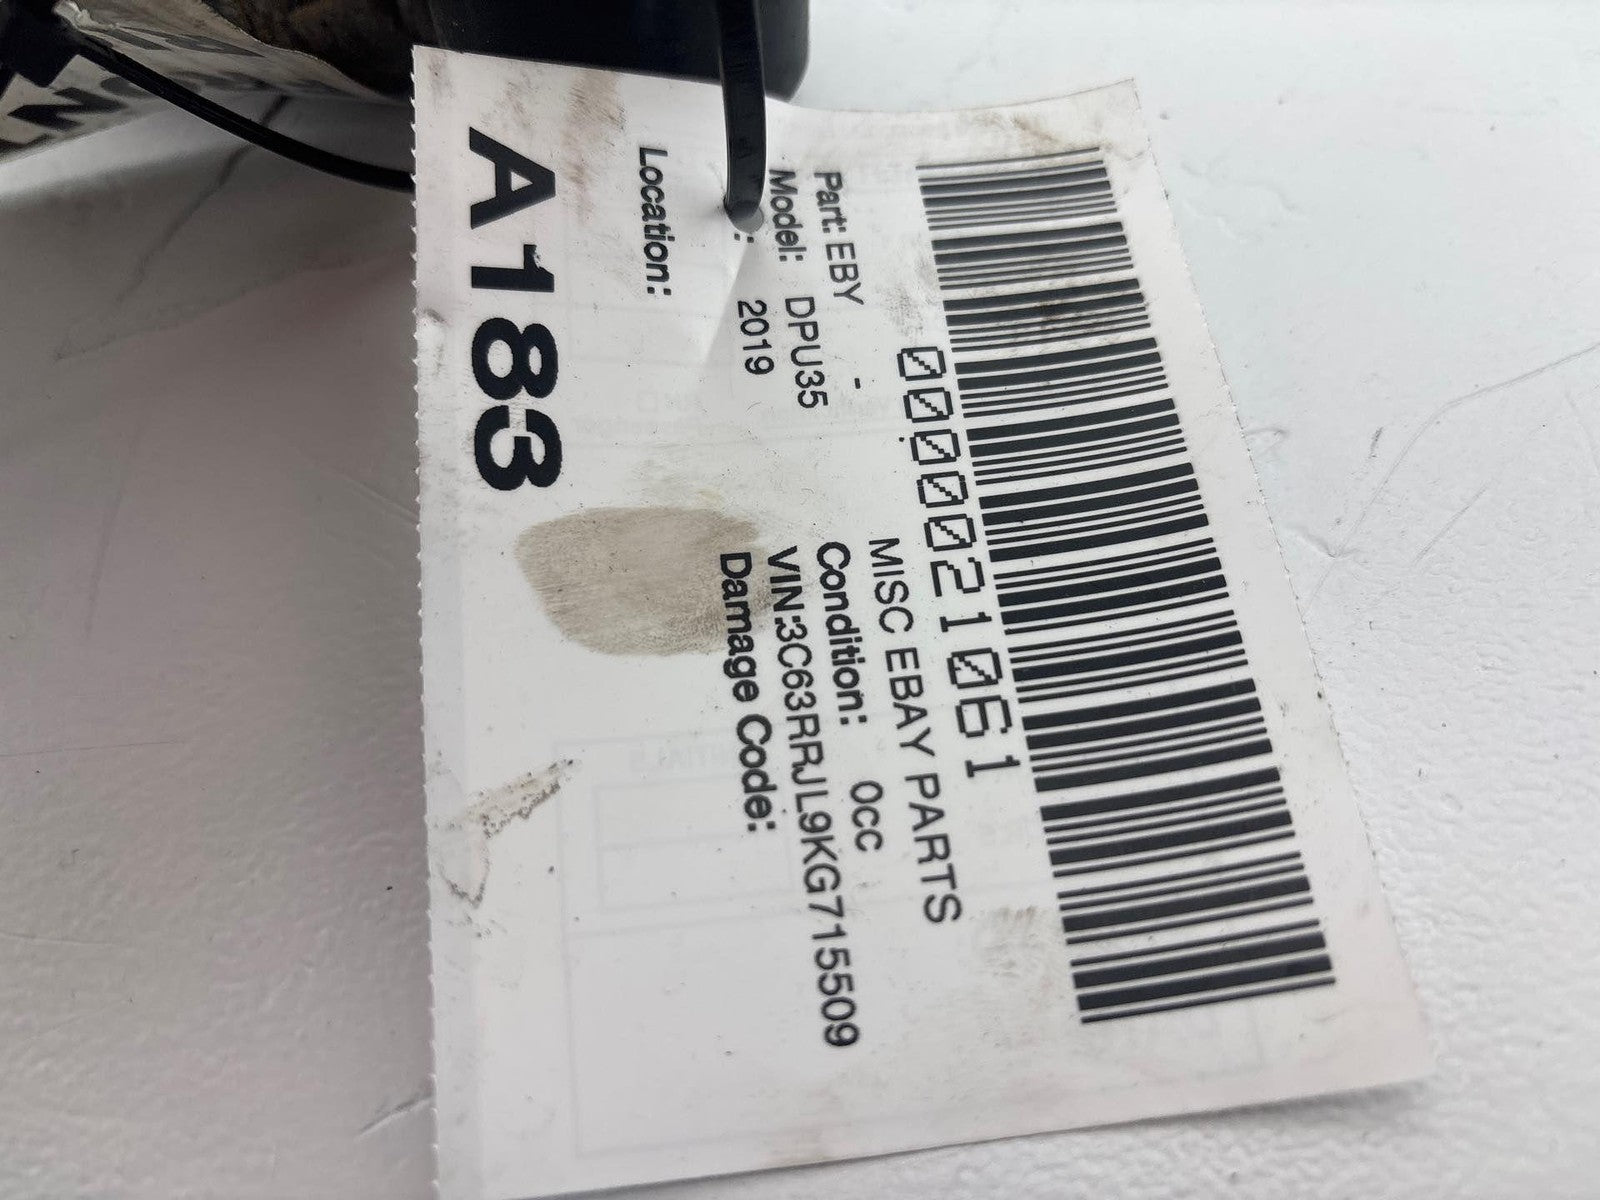 0000021061
MISC EBAY PARTS
Part: EBY -
Condition: 0cc
Model: DPU35
VIN:3C63RRJL9KG715509
: 2019
Damage Code:
Location:
A183